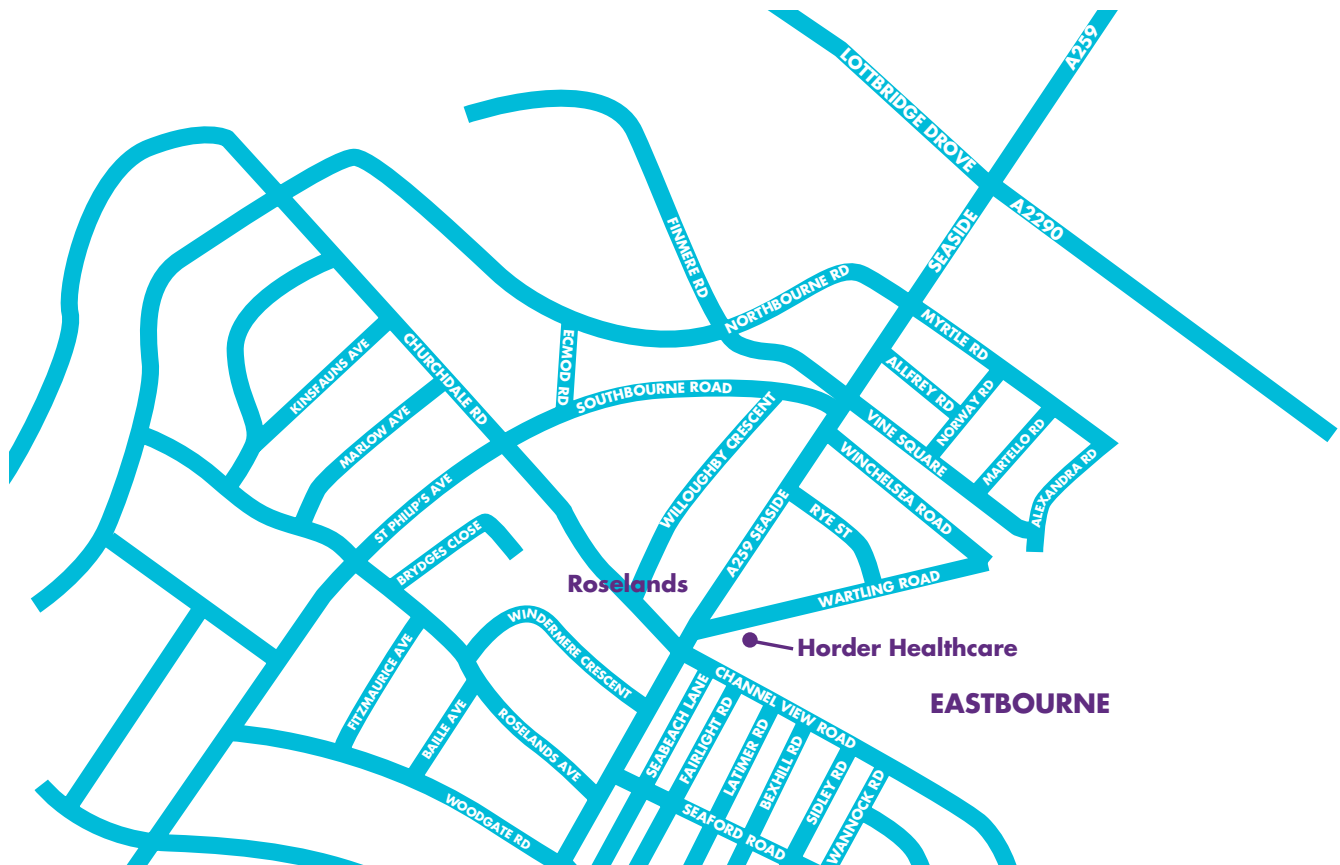 A259
LOTTBRIDGE DROVE
A2290
SEASIDE
FINMERE RD
NORTHBOURNE RD
MYRTLE RD
ECMOD RD
CHURCHDALE RD
KINSFAUNS AVE
MARLOW AVE
SOUTHBOURNE ROAD
ALLFREY RD
NORWAY RD
VINE SQUARE
MARTELLO RD
ALEXANDRA RD
WILLOUGHBY CRESCENT
WINCHELSEA ROAD
ST PHILIP'S AVE
A259 SEASIDE
RYE ST
BRYDGES CLOSE
Roselands
WARTLING ROAD
WINDERMERE CRESCENT
Horder Healthcare
EASTBOURNE
FITZMAURICE AVE
BAILLE AVE
ROSELANDS AVE
SEABEACH LANE
CHANNEL VIEW ROAD
FAIRLIGHT RD
LATIMER RD
BEXHILL RD
SIDLEY RD
WANNOCK RD
WOODGATE RD
SEAFORD ROAD